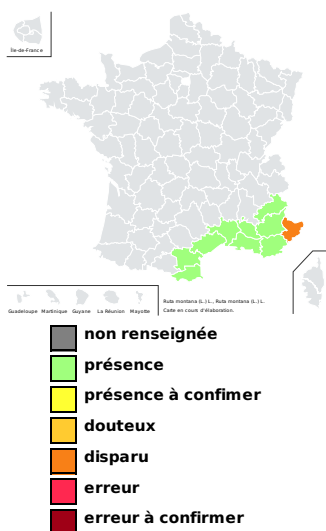 Île-de-France
Guadeloupe Martinique Guyane La Réunion Mayotte
Ruta montana (L.) L., Ruta montana (L.) L.
Carte en cours d'élaboration.
non renseignée
présence
présence à confimer
douteux
disparu
erreur
erreur à confirmer